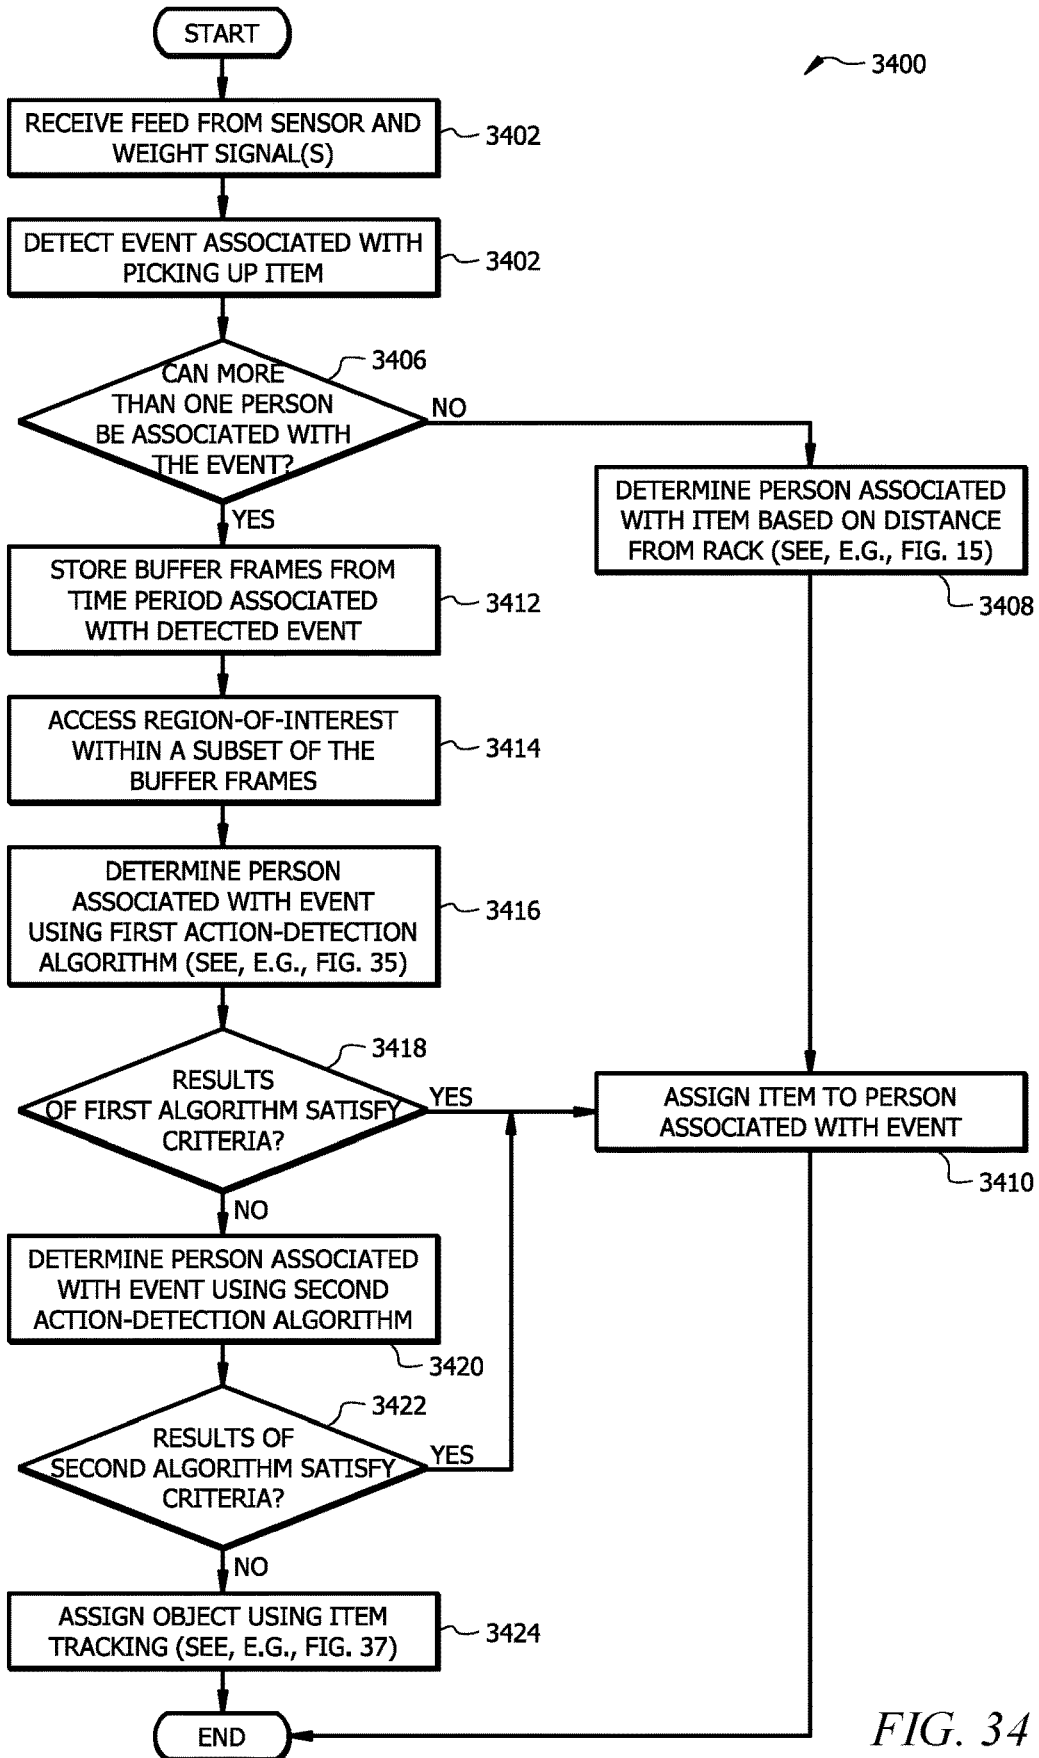 START
3400
RECEIVE FEED FROM SENSOR AND
WEIGHT SIGNAL(S)
3402
DETECT EVENT ASSOCIATED WITH
PICKING UP ITEM
3402
3406
CAN MORE
THAN ONE PERSON
BE ASSOCIATED WITH
THE EVENT?
NO
YES
DETERMINE PERSON ASSOCIATED
WITH ITEM BASED ON DISTANCE
FROM RACK (SEE, E.G., FIG. 15)
3408
STORE BUFFER FRAMES FROM
TIME PERIOD ASSOCIATED
WITH DETECTED EVENT
3412
ACCESS REGION-OF-INTEREST
WITHIN A SUBSET OF THE
BUFFER FRAMES
3414
DETERMINE PERSON
ASSOCIATED WITH EVENT
USING FIRST ACTION-DETECTION
ALGORITHM (SEE, E.G., FIG. 35)
3416
3418
RESULTS
OF FIRST ALGORITHM SATISFY
CRITERIA?
YES
NO
ASSIGN ITEM TO PERSON
ASSOCIATED WITH EVENT
3410
DETERMINE PERSON ASSOCIATED
WITH EVENT USING SECOND
ACTION-DETECTION ALGORITHM
3420
3422
RESULTS OF
SECOND ALGORITHM SATISFY
CRITERIA?
YES
NO
ASSIGN OBJECT USING ITEM
TRACKING (SEE, E.G., FIG. 37)
3424
END
FIG. 34